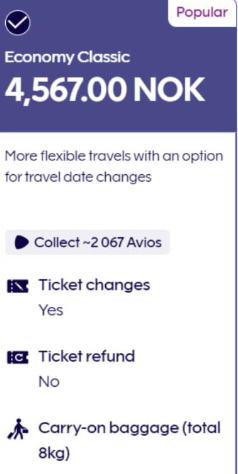 Popular
Economy Classic
4,567.00 NOK
More flexible travels with an option
for travel date changes
Collect ~2 067 Avios
Ticket changes
Yes
Ticket refund
No
Carry-on baggage (total
8kg)